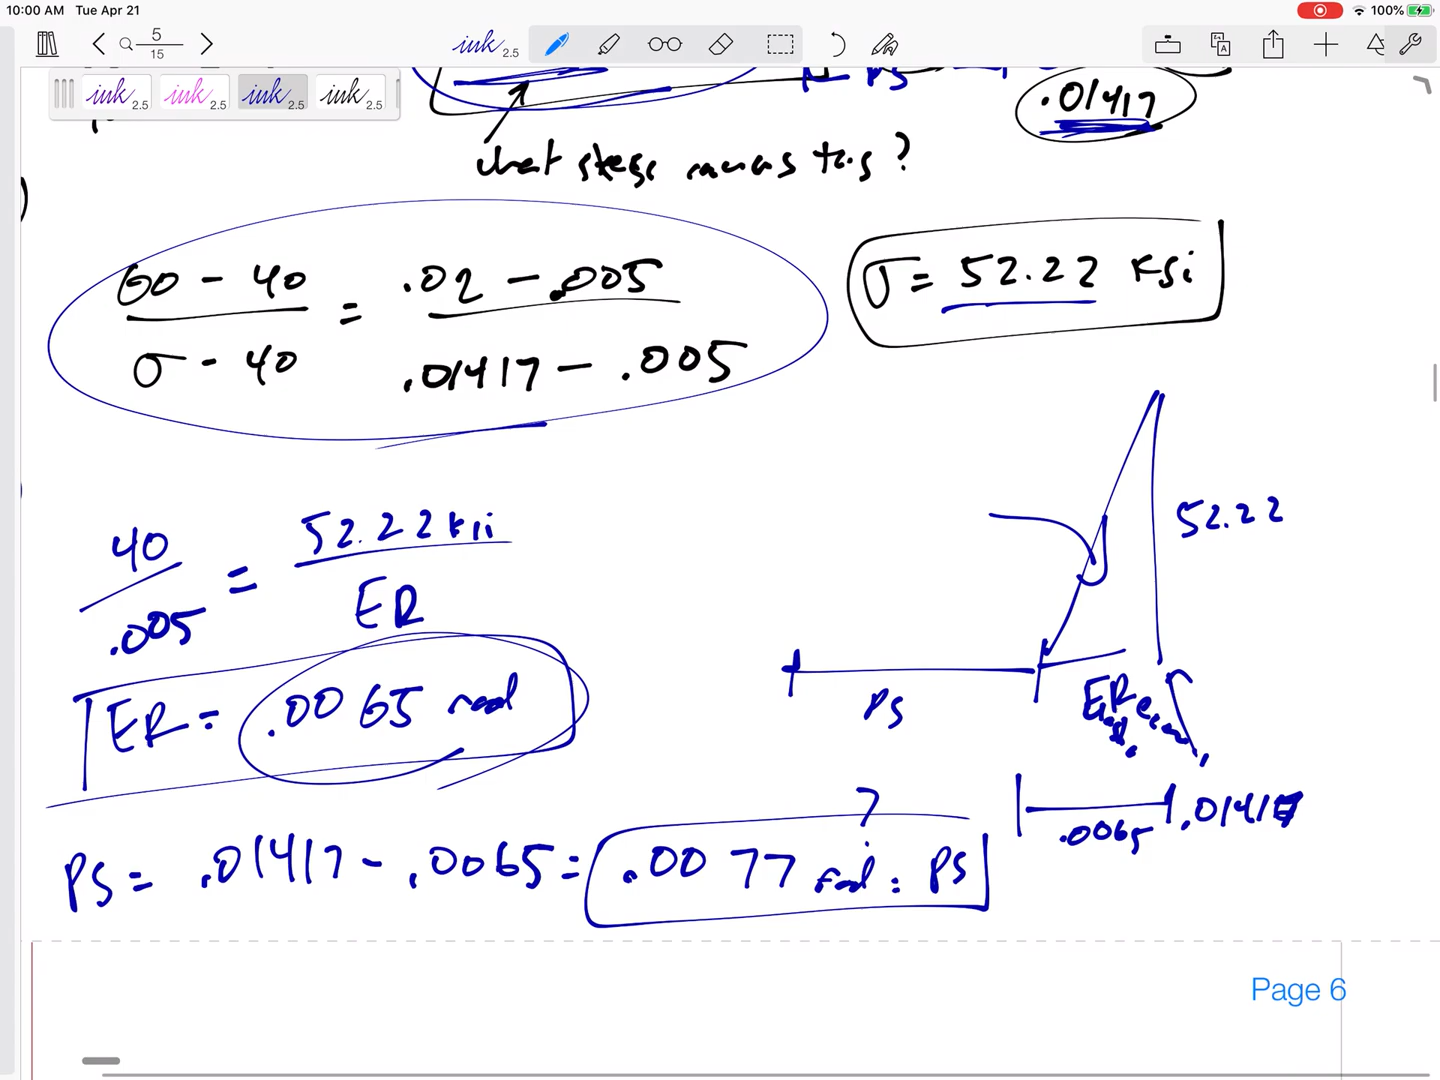 10:00 AM Tue Apr 21
100%
5
15
ink 2.5
ink 2.5
ink 2.5
ink 2.5
ink 2.5
PS
.01417
what stress causes this?
60 - 40 = .02 - .005
σ - 40 .01417 - .005
σ = 52.22 ksi
40 = 52.22 ksi
.005 ER
52.22
ER = .0065 rad
PS
ER
.0065
.01417
PS = .01417 - .0065 = .0077 rad = PS
Page 6